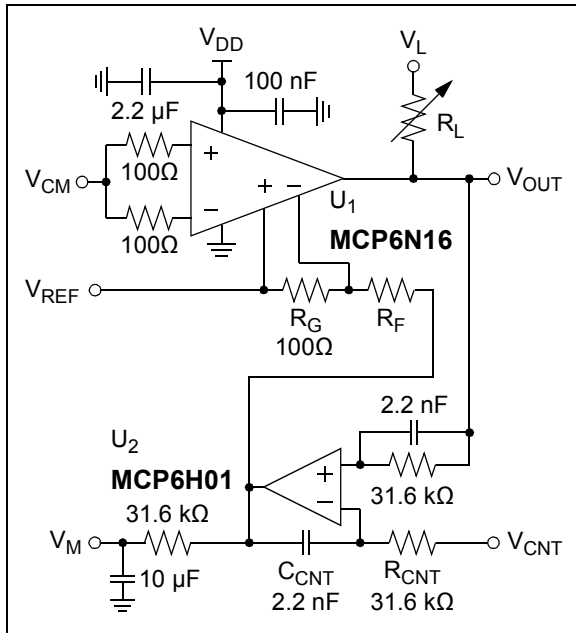 V_DD
V_L
100 nF
2.2 µF
R_L
+
V_CM
100Ω
+
−
V_OUT
−
U_1
100Ω
MCP6N16
V_REF
R_G
R_F
100Ω
2.2 nF
U_2
+
MCP6H01
−
31.6 kΩ
31.6 kΩ
V_M
V_CNT
10 µF
C_CNT
R_CNT
2.2 nF
31.6 kΩ